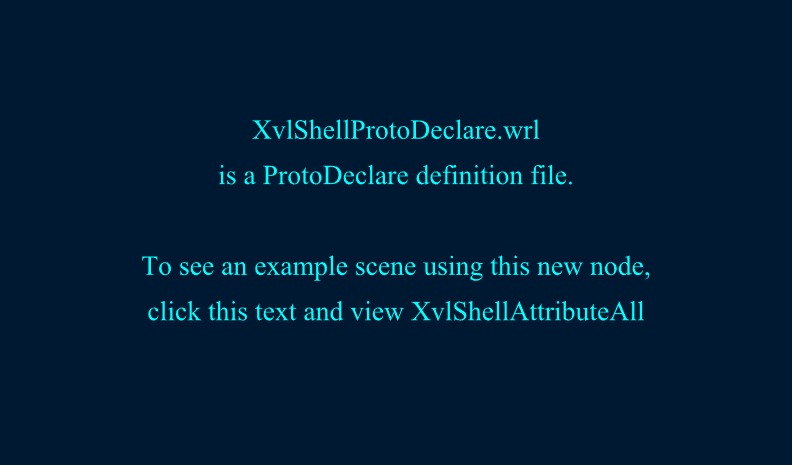 XvlShellProtoDeclare.wrl
is a ProtoDeclare definition file.
To see an example scene using this new node,
click this text and view XvlShellAttributeAll